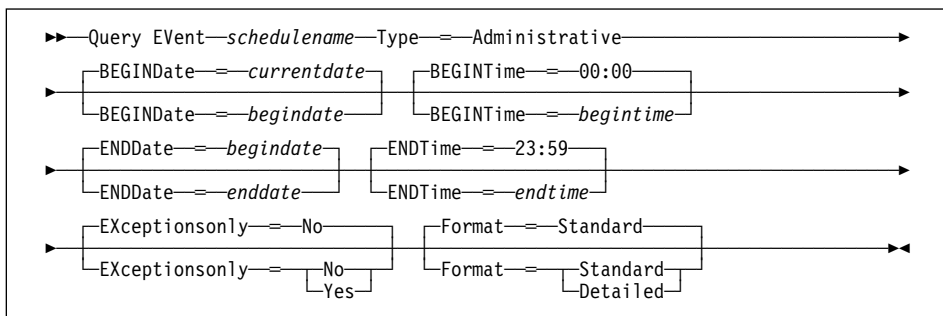 Query EVent schedulename Type = Administrative
BEGINDate = currentdate BEGINTime = 00:00
BEGINDate = begindate BEGINTime = begintime
ENDDate = begindate ENDTime = 23:59
ENDDate = enddate ENDTime = endtime
EXceptionsonly = No Format = Standard
EXceptionsonly = No Format = Standard
Yes Detailed